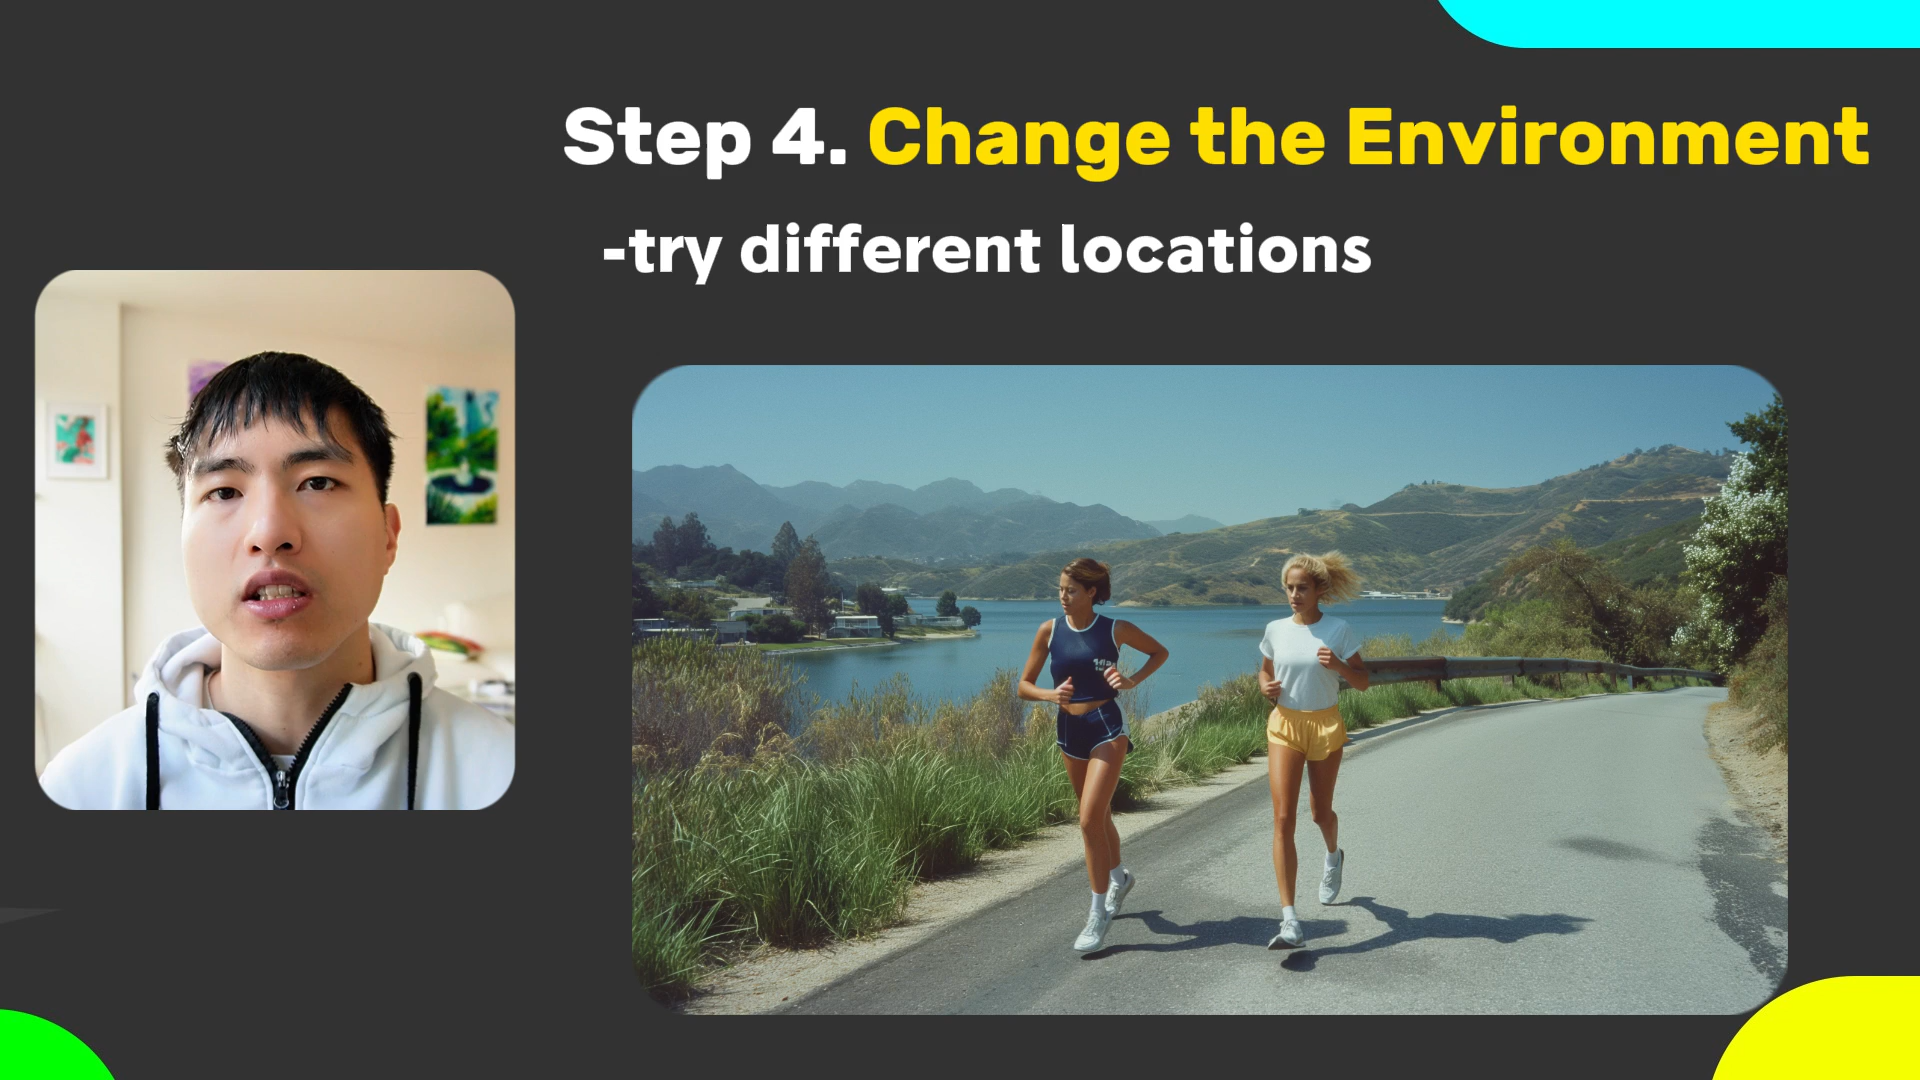 Step 4. Change the Environment
-try different locations